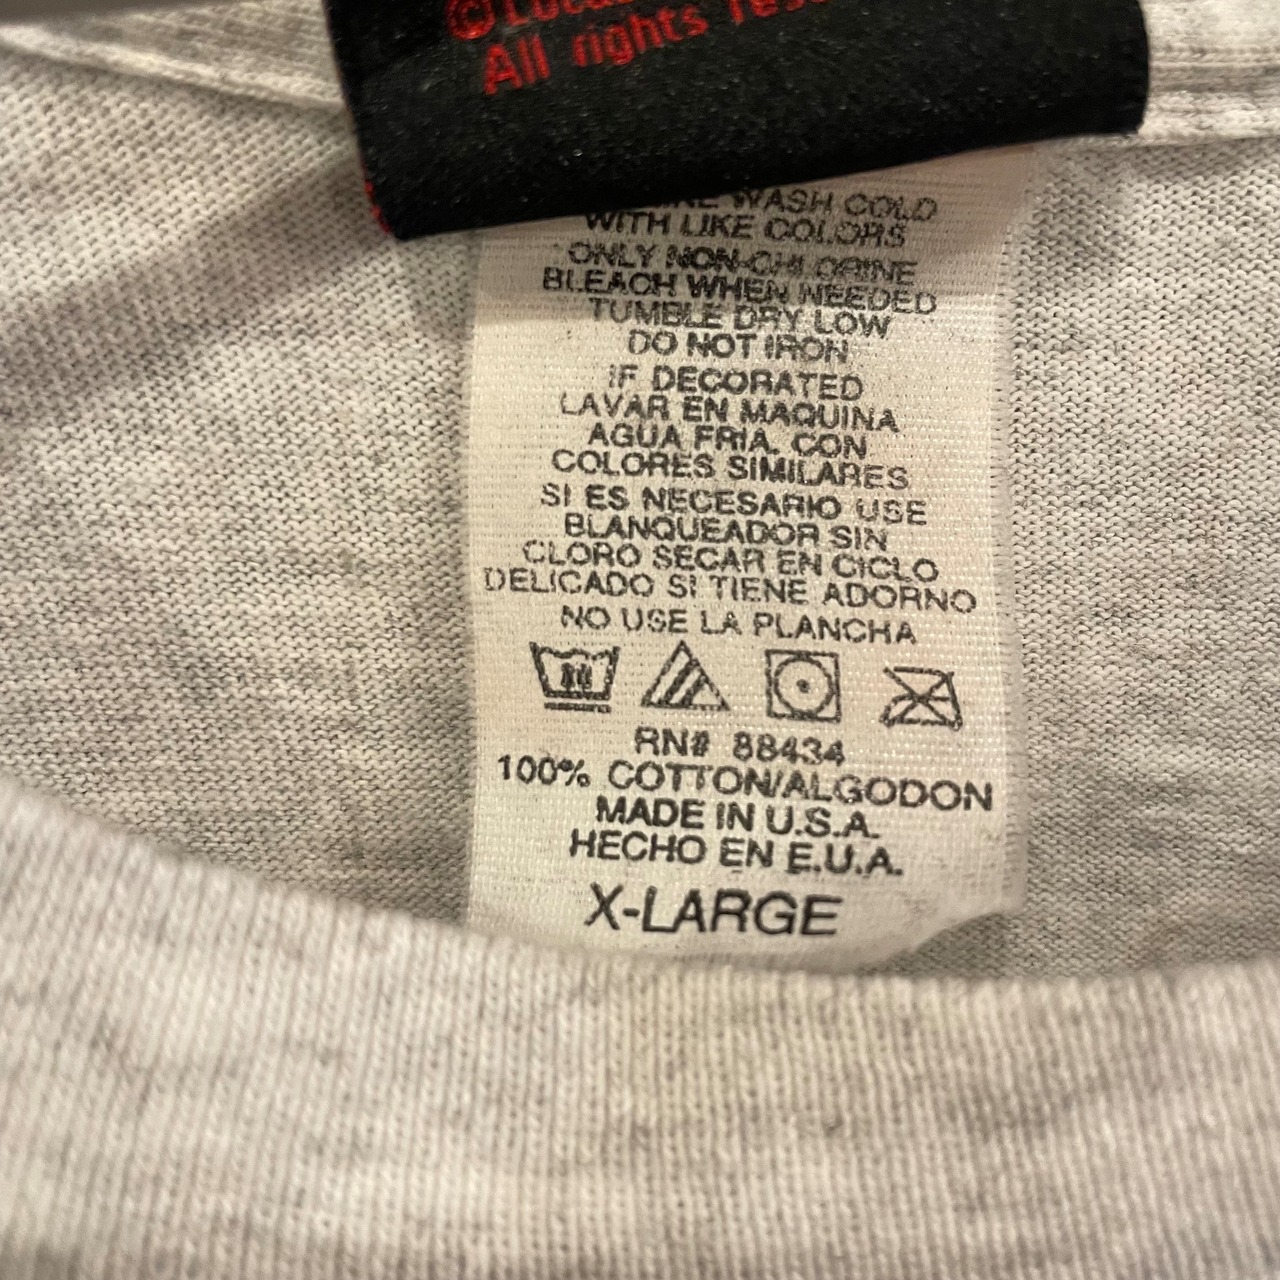 ©
All rights
WASH COLD
WITH LIKE COLORS
ONLY NON-CHLORINE
BLEACH WHEN NEEDED
TUMBLE DRY LOW
DO NOT IRON
IF DECORATED
LAVAR EN MAQUINA
AGUA FRIA, CON
COLORES SIMILARES
SI ES NECESARIO USE
BLANQUEADOR SIN
CLORO SECAR EN CICLO
DELICADO SI TIENE ADORNO
NO USE LA PLANCHA
RN# 88434
100% COTTON/ALGODON
MADE IN U.S.A.
HECHO EN E.U.A.
X-LARGE